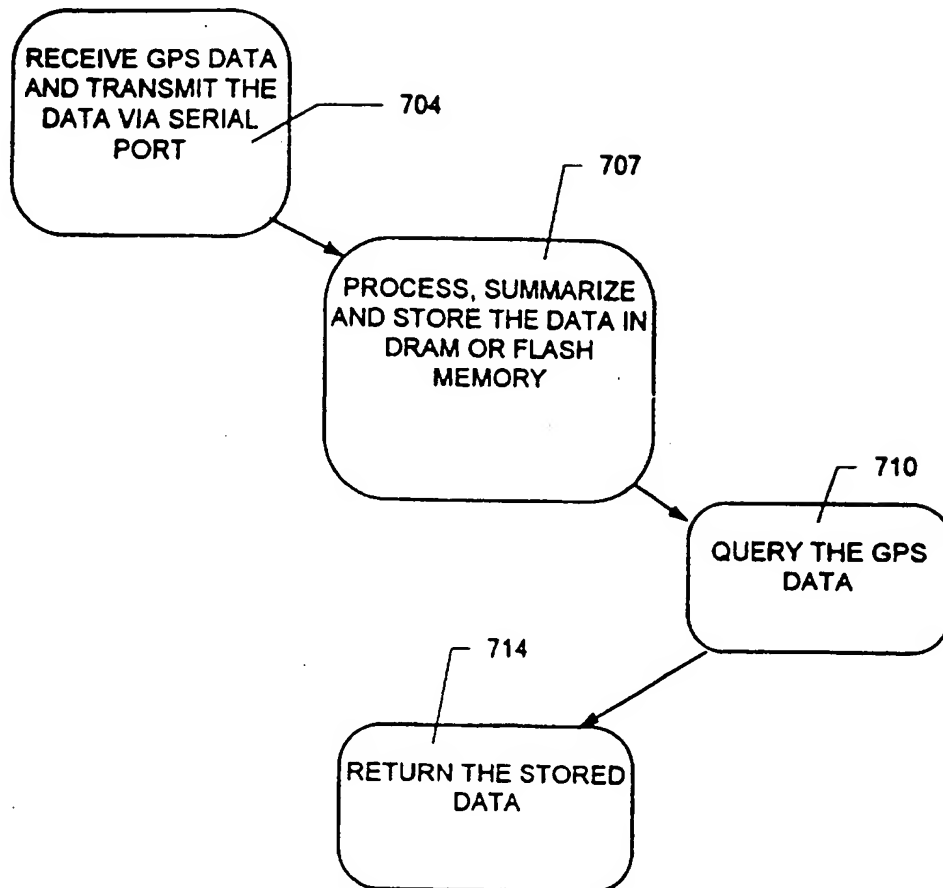 RECEIVE GPS DATA
AND TRANSMIT THE
DATA VIA SERIAL
PORT
704
707
PROCESS, SUMMARIZE
AND STORE THE DATA IN
DRAM OR FLASH
MEMORY
710
QUERY THE GPS
DATA
714
RETURN THE STORED
DATA